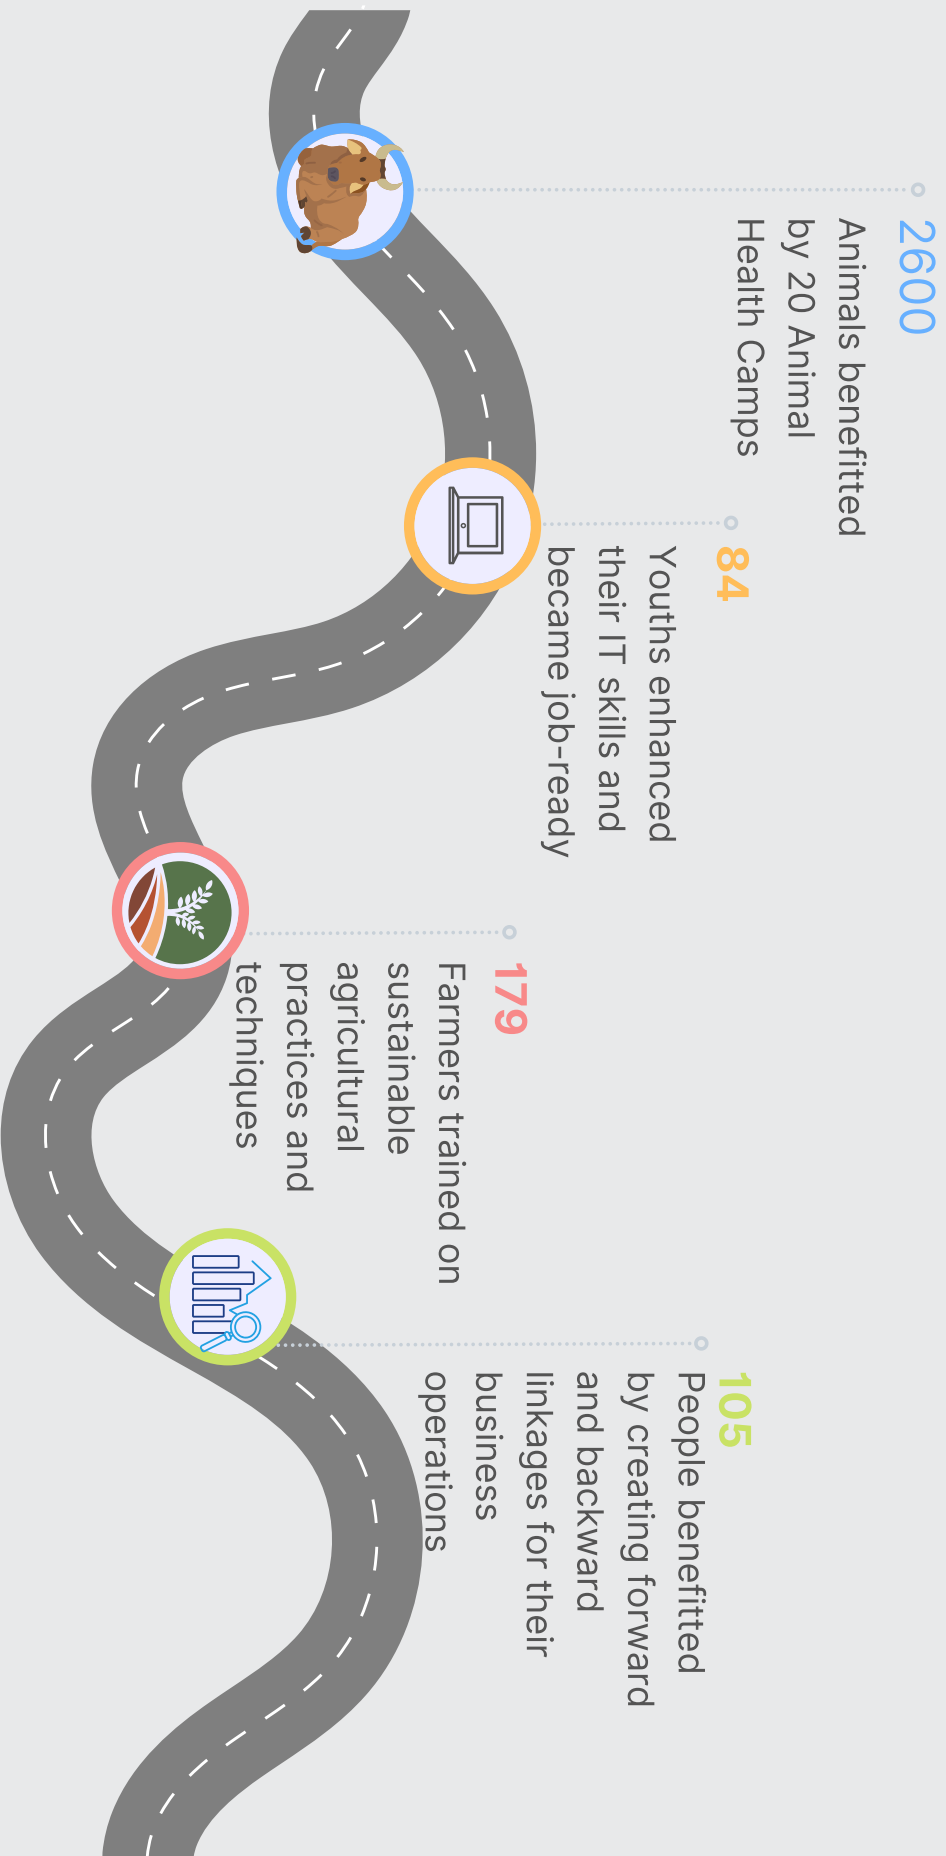 2600
Animals benefitted
by 20 Animal
Health Camps
84
Youths enhanced
their IT skills and
became job-ready
179
Farmers trained on
sustainable
agricultural
practices and
techniques
105
People benefitted
by creating forward
and backward
linkages for their
business
operations